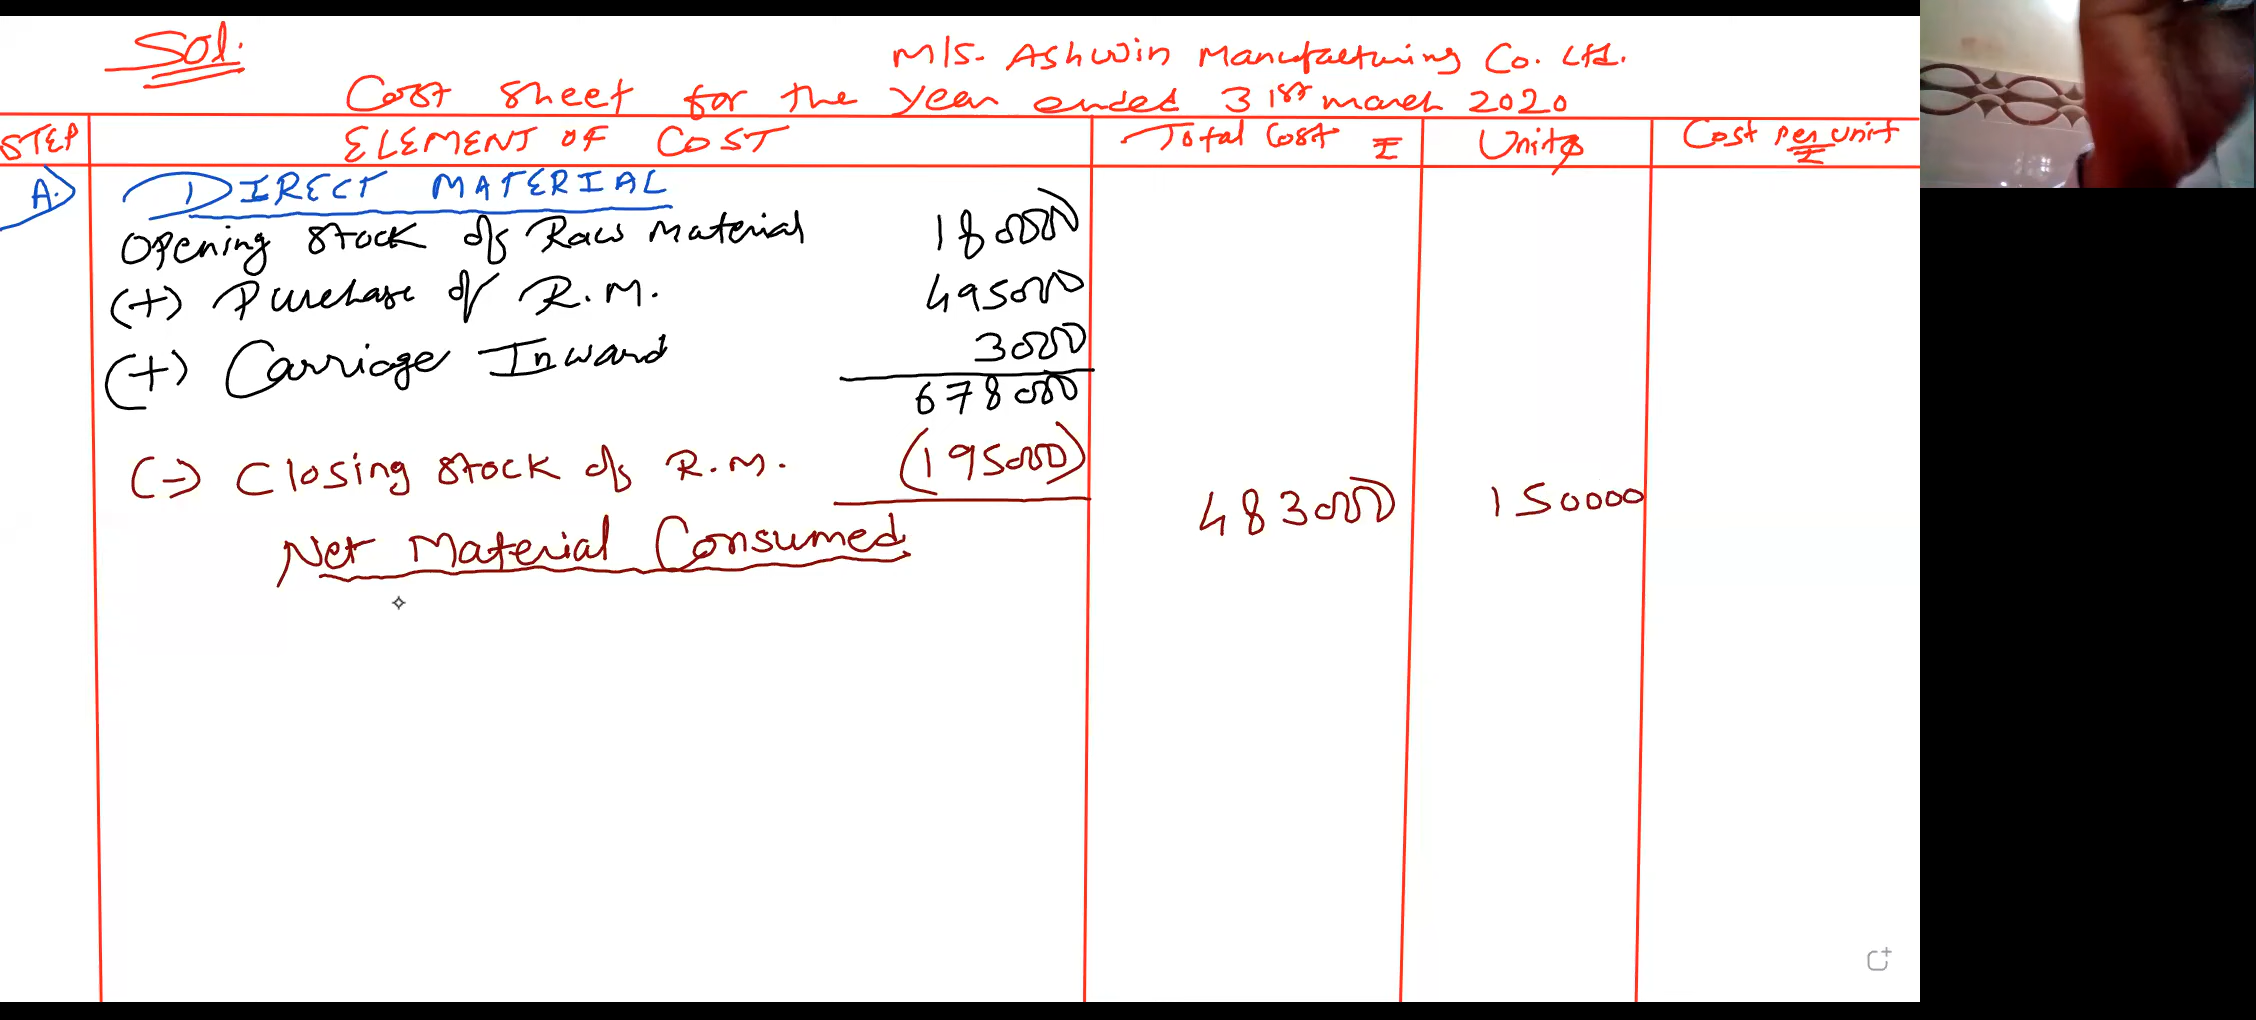 Sol.
M/S. Ashwin Manufacturing Co. Ltd.
Cost Sheet for the year ended 31st march 2020
STEP ELEMENT OF COST Total Cost ₹ Units Cost per unit ₹
A. DIRECT MATERIAL
Opening Stock of Raw Material 180000
(+) Purchase of R.M. 495000
(+) Carriage Inward 3000
678000
(-) Closing Stock of R.M. (195000)
483000 150000
Net Material Consumed